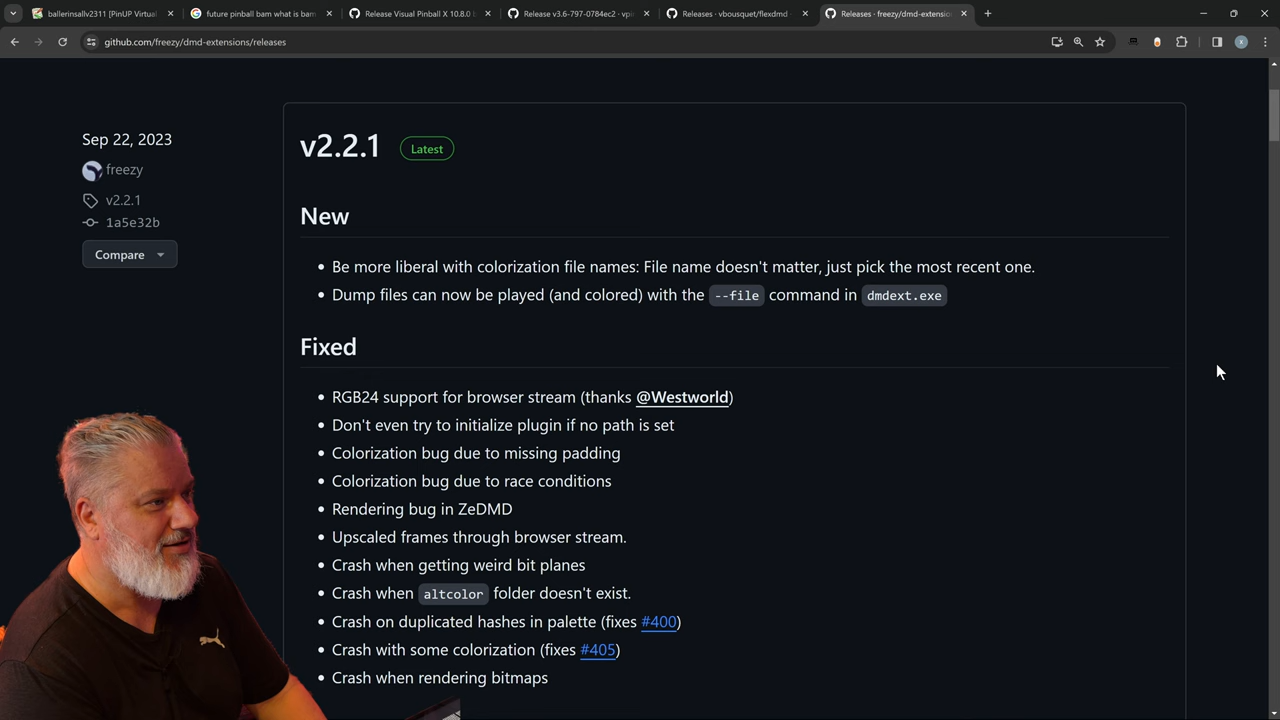 ballerinsallv2311 [PinUP Virtual
future pinball bam what is bam
Release Visual Pinball X 10.8.0 b
Release v3.6-797-0784ec2 · vpin
Releases · vbousquet/flexdmd
Releases · freezy/dmd-extensio
github.com/freezy/dmd-extensions/releases
Sep 22, 2023
freezy
v2.2.1
1a5e32b
Compare
v2.2.1 Latest
New
Be more liberal with colorization file names: File name doesn't matter, just pick the most recent one.
Dump files can now be played (and colored) with the --file command in dmdext.exe
Fixed
RGB24 support for browser stream (thanks @Westworld)
Don't even try to initialize plugin if no path is set
Colorization bug due to missing padding
Colorization bug due to race conditions
Rendering bug in ZeDMD
Upscaled frames through browser stream.
Crash when getting weird bit planes
Crash when altcolor folder doesn't exist.
Crash on duplicated hashes in palette (fixes #400)
Crash with some colorization (fixes #405)
Crash when rendering bitmaps